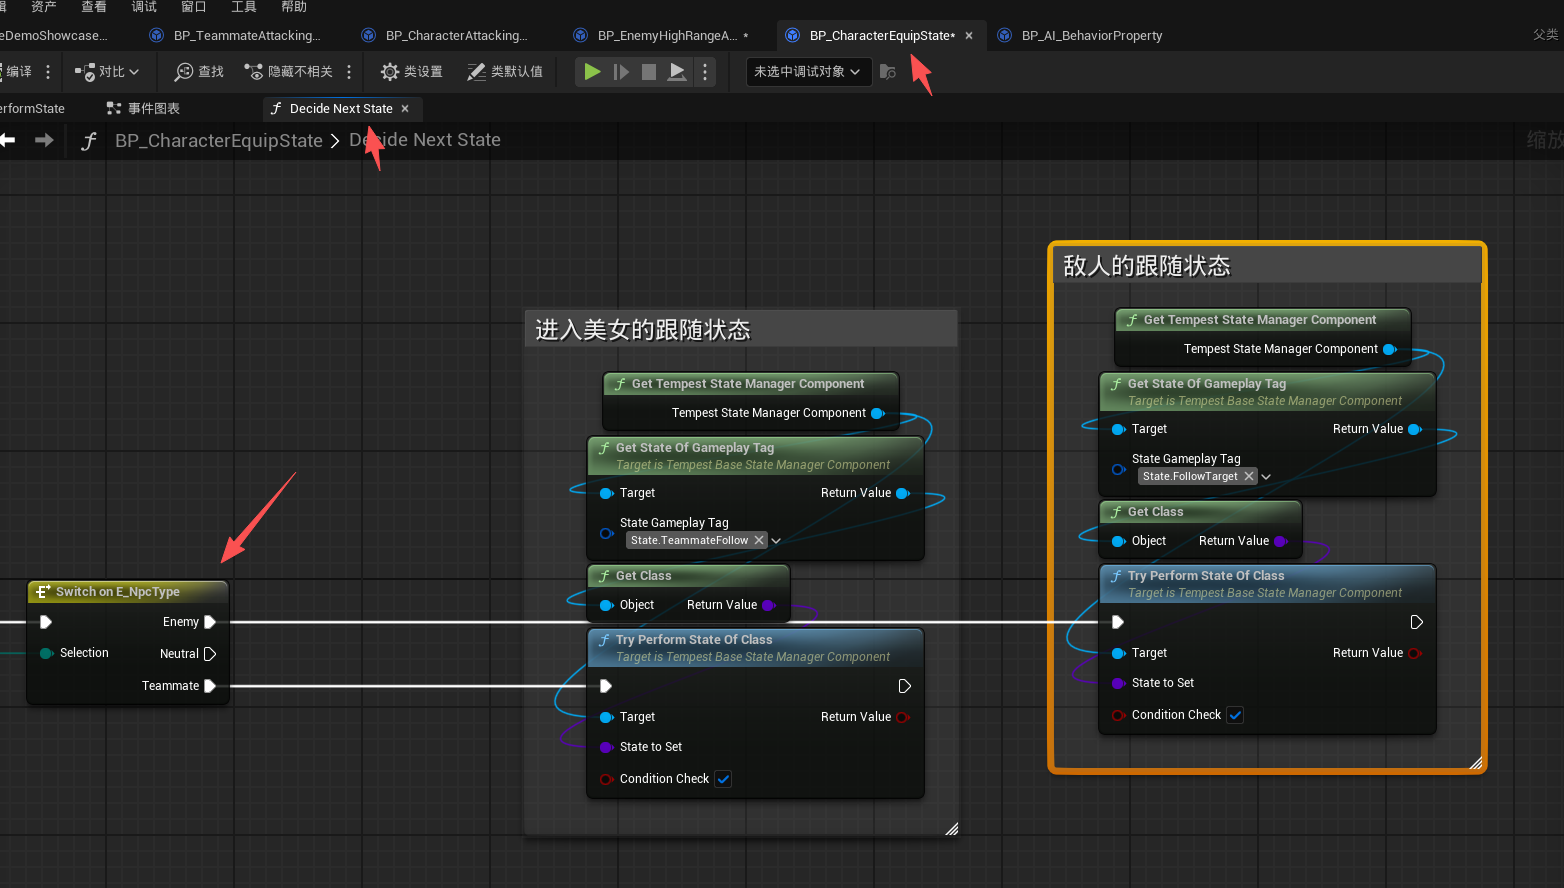 辑 资产 查看 调试 窗口 工具 帮助
eDemoShowcase... BP_TeammateAttacking... BP_CharacterAttacking... BP_EnemyHighRangeA... * BP_CharacterEquipState* × BP_AI_BehaviorProperty 父类
编译 对比 查找 隐藏不相关 类设置 类默认值 未选中调试对象
erformState 事件图表 f Decide Next State ×
f BP_CharacterEquipState > Decide Next State 缩放
敌人的跟随状态
f Get Tempest State Manager Component
Tempest State Manager Component
f Get State Of Gameplay Tag
Target is Tempest Base State Manager Component
Target Return Value
State Gameplay Tag
State.FollowTarget ×
f Get Class
Object Return Value
f Try Perform State Of Class
Target is Tempest Base State Manager Component
Target Return Value
State to Set
Condition Check
进入美女的跟随状态
f Get Tempest State Manager Component
Tempest State Manager Component
f Get State Of Gameplay Tag
Target is Tempest Base State Manager Component
Target Return Value
State Gameplay Tag
State.TeammateFollow ×
f Get Class
Object Return Value
f Try Perform State Of Class
Target is Tempest Base State Manager Component
Target Return Value
State to Set
Condition Check
Switch on E_NpcType
Enemy
Selection Neutral
Teammate